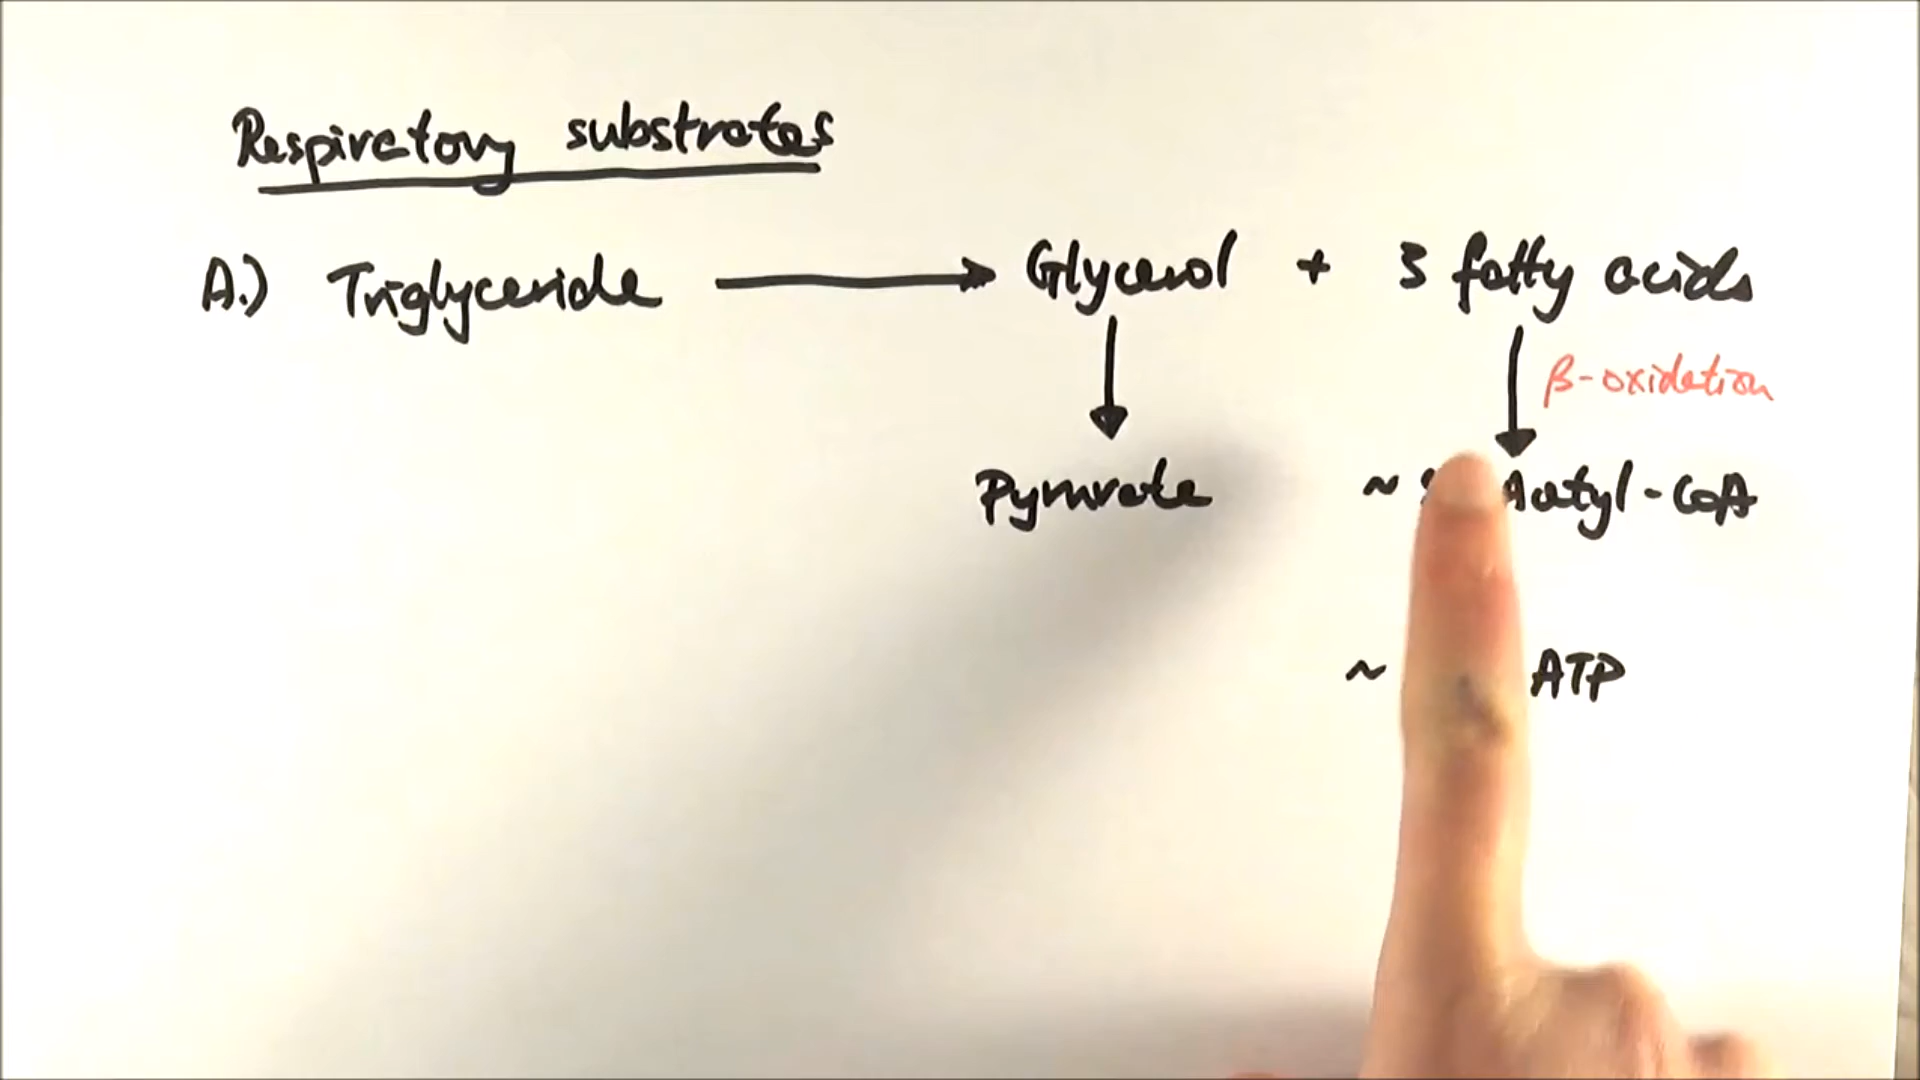 Respiratory substrates
A.) Triglyceride → Glycerol + 3 fatty acids
β-oxidation
Pyruvate ~ Acetyl-CoA
~ ATP